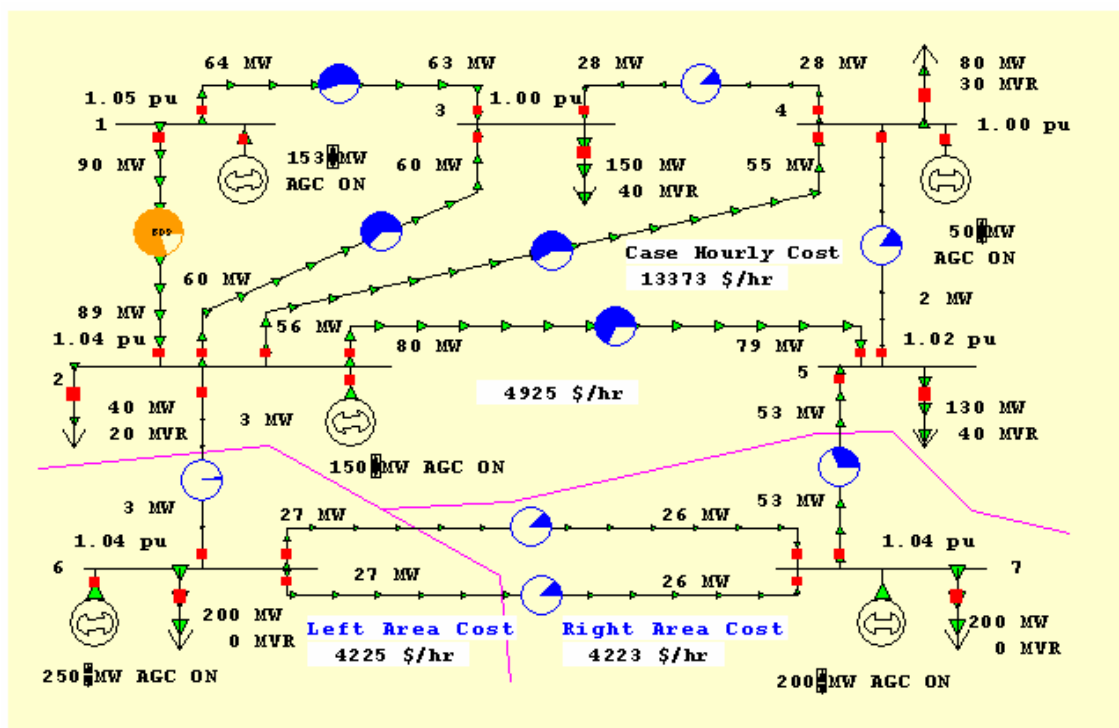 64 MW
63 MW
28 MW
28 MW
80 MW
30 MVR
1.05 pu
3
1.00 pu
4
1
1.00 pu
90 MW
153 MW
AGC ON
60 MW
150 MW
40 MVR
55 MW
50 MW
AGC ON
Case Hourly Cost
13373 $/hr
60 MW
2 MW
89 MW
56 MW
1.04 pu
80 MW
79 MW
1.02 pu
2
5
4925 $/hr
40 MW
20 MVR
3 MW
53 MW
130 MW
40 MVR
150 MW AGC ON
3 MW
27 MW
26 MW
53 MW
1.04 pu
1.04 pu
6
27 MW
26 MW
7
200 MW
0 MVR
Left Area Cost
4225 $/hr
Right Area Cost
4223 $/hr
200 MW
0 MVR
250 MW AGC ON
200 MW AGC ON